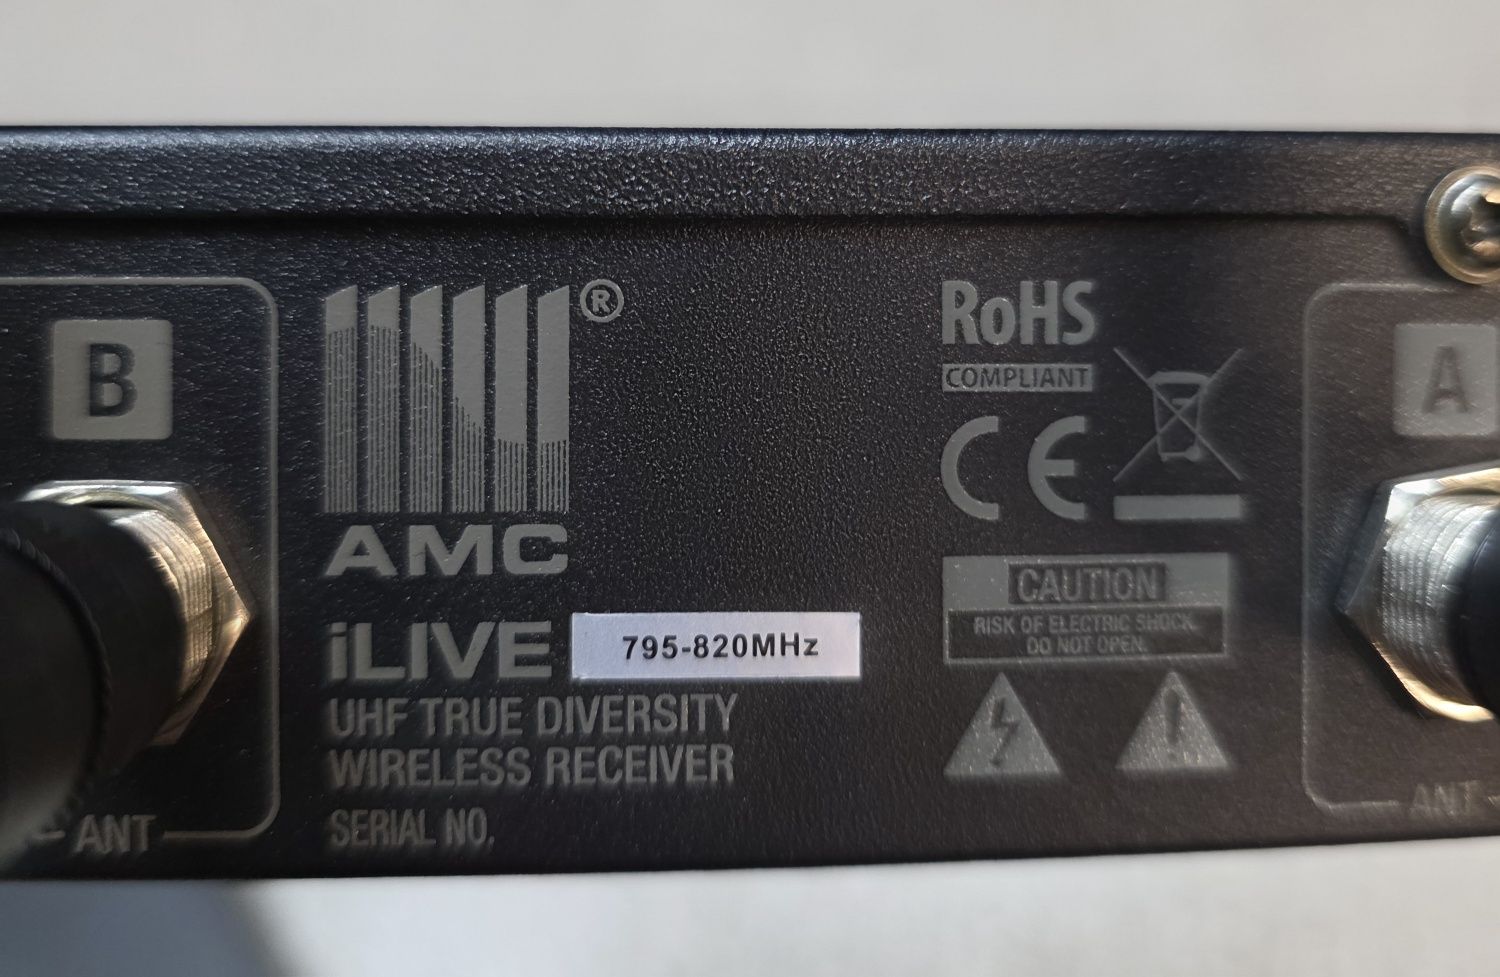 B
®
AMC
iLIVE
795-820MHz
UHF TRUE DIVERSITY
WIRELESS RECEIVER
SERIAL NO.
ANT
RoHS
COMPLIANT
CE
CAUTION
RISK OF ELECTRIC SHOCK.
DO NOT OPEN.
A
ANT